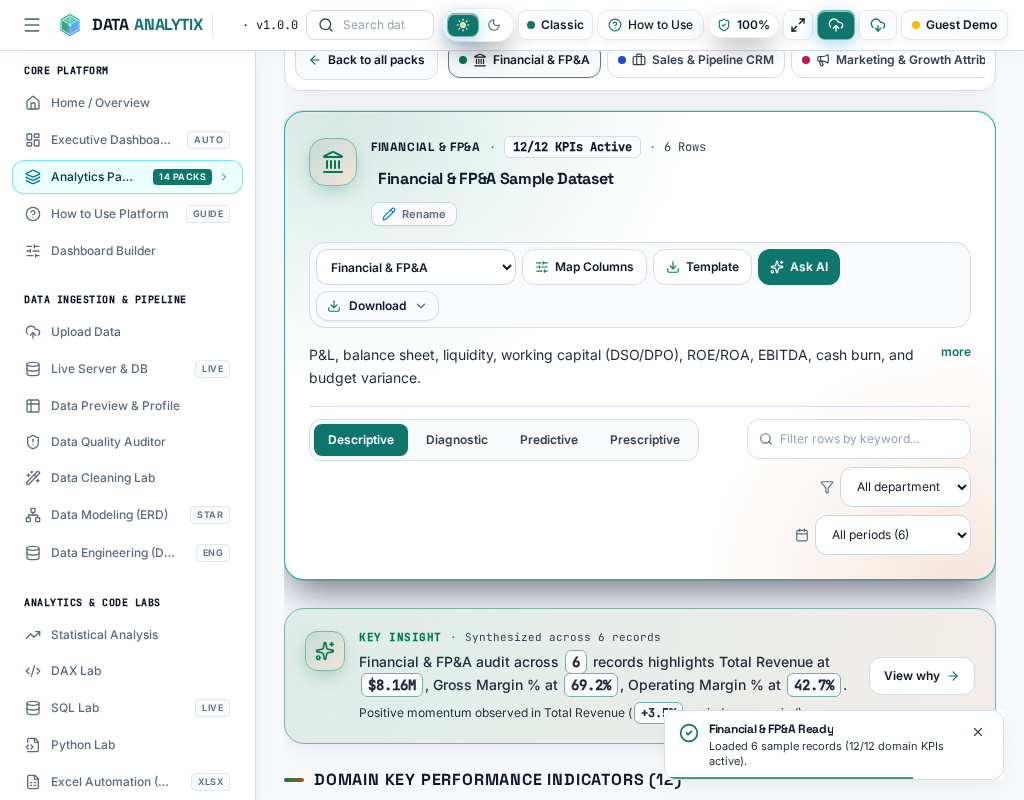 DATA ANALYTIX
· v1.0.0
Search dat
Classic
How to Use
100%
Guest Demo
CORE PLATFORM
Home / Overview
Executive Dashboa... AUTO
Analytics Pa... 14 PACKS
How to Use Platform GUIDE
Dashboard Builder
DATA INGESTION & PIPELINE
Upload Data
Live Server & DB LIVE
Data Preview & Profile
Data Quality Auditor
Data Cleaning Lab
Data Modeling (ERD) STAR
Data Engineering (D... ENG
ANALYTICS & CODE LABS
Statistical Analysis
DAX Lab
SQL Lab LIVE
Python Lab
Excel Automation (... XLSX
Back to all packs
Financial & FP&A
Sales & Pipeline CRM
Marketing & Growth Attrib
FINANCIAL & FP&A · 12/12 KPIs Active · 6 Rows
Financial & FP&A Sample Dataset
Rename
Financial & FP&A
Map Columns
Template
Ask AI
Download
P&L, balance sheet, liquidity, working capital (DSO/DPO), ROE/ROA, EBITDA, cash burn, and
budget variance.
more
Descriptive Diagnostic Predictive Prescriptive
Filter rows by keyword...
All department
All periods (6)
KEY INSIGHT · Synthesized across 6 records
Financial & FP&A audit across 6 records highlights Total Revenue at
$8.16M , Gross Margin % at 69.2% , Operating Margin % at 42.7% .
Positive momentum observed in Total Revenue (
View why
Financial & FP&A Ready
Loaded 6 sample records (12/12 domain KPIs
active).
DOMAIN KEY PERFORMANCE INDICATORS (12)